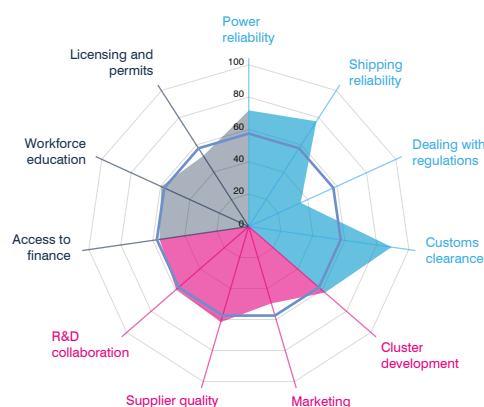 Power
reliability
Licensing and
permits
Shipping
reliability
100
80
60
40
20
0
Workforce
education
Dealing with
regulations
Access to
finance
Customs
clearance
R&D
collaboration
Cluster
development
Supplier quality
Marketing